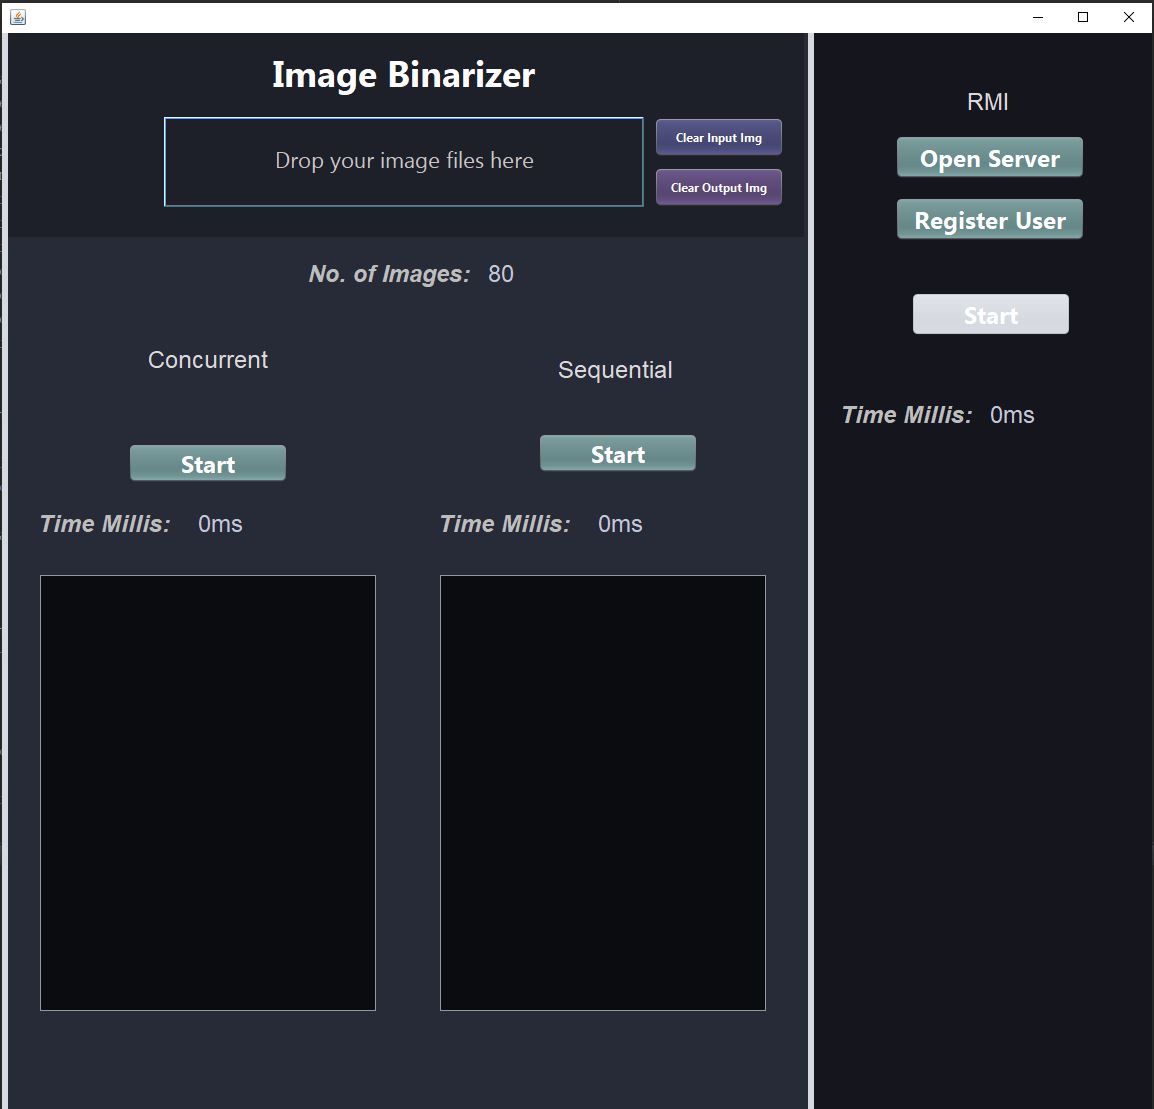 Image Binarizer
Drop your image files here
Clear Input Img
Clear Output Img
No. of Images: 80
Concurrent
Start
Time Millis: 0ms
Sequential
Start
Time Millis: 0ms
RMI
Open Server
Register User
Start
Time Millis: 0ms